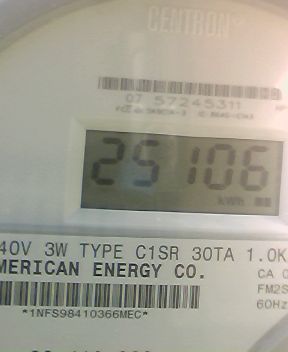 CENTRON
07 57245311
25106
kWh
40V 3W TYPE C1SR 30TA 1.0K
MERICAN ENERGY CO.
CA 0
FM2S
60Hz
*1NFS98410366MEC*